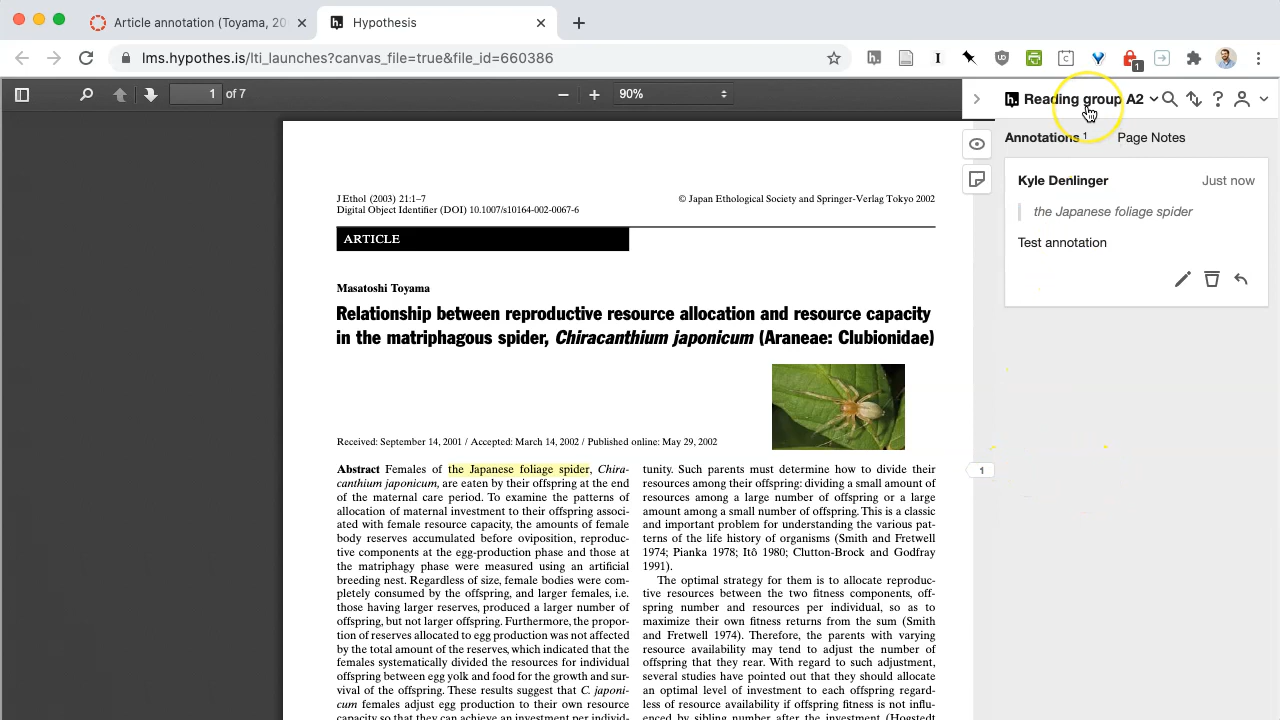 Article annotation (Toyama, 20
Hypothesis
lms.hypothes.is/lti_launches?canvas_file=true&file_id=660386
1
1 of 7
90%
Reading group A2
Annotations 1 Page Notes
Kyle Denlinger Just now
the Japanese foliage spider
Test annotation
1
J Ethol (2003) 21:1–7
© Japan Ethological Society and Springer-Verlag Tokyo 2002
Digital Object Identifier (DOI) 10.1007/s10164-002-0067-6
ARTICLE
Masatoshi Toyama
Relationship between reproductive resource allocation and resource capacity
in the matriphagous spider, Chiracanthium japonicum (Araneae: Clubionidae)
Received: September 14, 2001 / Accepted: March 14, 2002 / Published online: May 29, 2002
Abstract Females of the Japanese foliage spider, Chira-
canthium japonicum, are eaten by their offspring at the end
of the maternal care period. To examine the patterns of
allocation of maternal investment to their offspring associ-
ated with female resource capacity, the amounts of female
body reserves accumulated before oviposition, reproduc-
tive components at the egg-production phase and those at
the matriphagy phase were measured using an artificial
breeding nest. Regardless of size, female bodies were com-
pletely consumed by the offspring, and larger females, i.e.
those having larger reserves, produced a larger number of
offspring, but not larger offspring. Furthermore, the propor-
tion of reserves allocated to egg production was not affected
by the total amount of the reserves, which indicated that the
females systematically divided the resources for individual
offspring between egg yolk and food for the growth and sur-
vival of the offspring. These results suggest that C. japoni-
cum females adjust egg production to their own resource
capacity so that they can achieve an investment per individ-
tunity. Such parents must determine how to divide their
resources among their offspring: dividing a small amount of
resources among a large number of offspring or a large
amount among a small number of offspring. This is a classic
and important problem for understanding the various pat-
terns of the life history of organisms (Smith and Fretwell
1974; Pianka 1978; Itô 1980; Clutton-Brock and Godfray
1991).
The optimal strategy for them is to allocate reproduc-
tive resources between the two fitness components, off-
spring number and resources per individual, so as to
maximize their own fitness returns from the sum (Smith
and Fretwell 1974). Therefore, the parents with varying
resource availability may tend to adjust the number of
offspring that they rear. With regard to such adjustment,
several studies have pointed out that they should allocate
an optimal level of investment to each offspring regard-
less of resource availability if offspring fitness is not influ-
enced by sibling number after the investment (Hogstedt